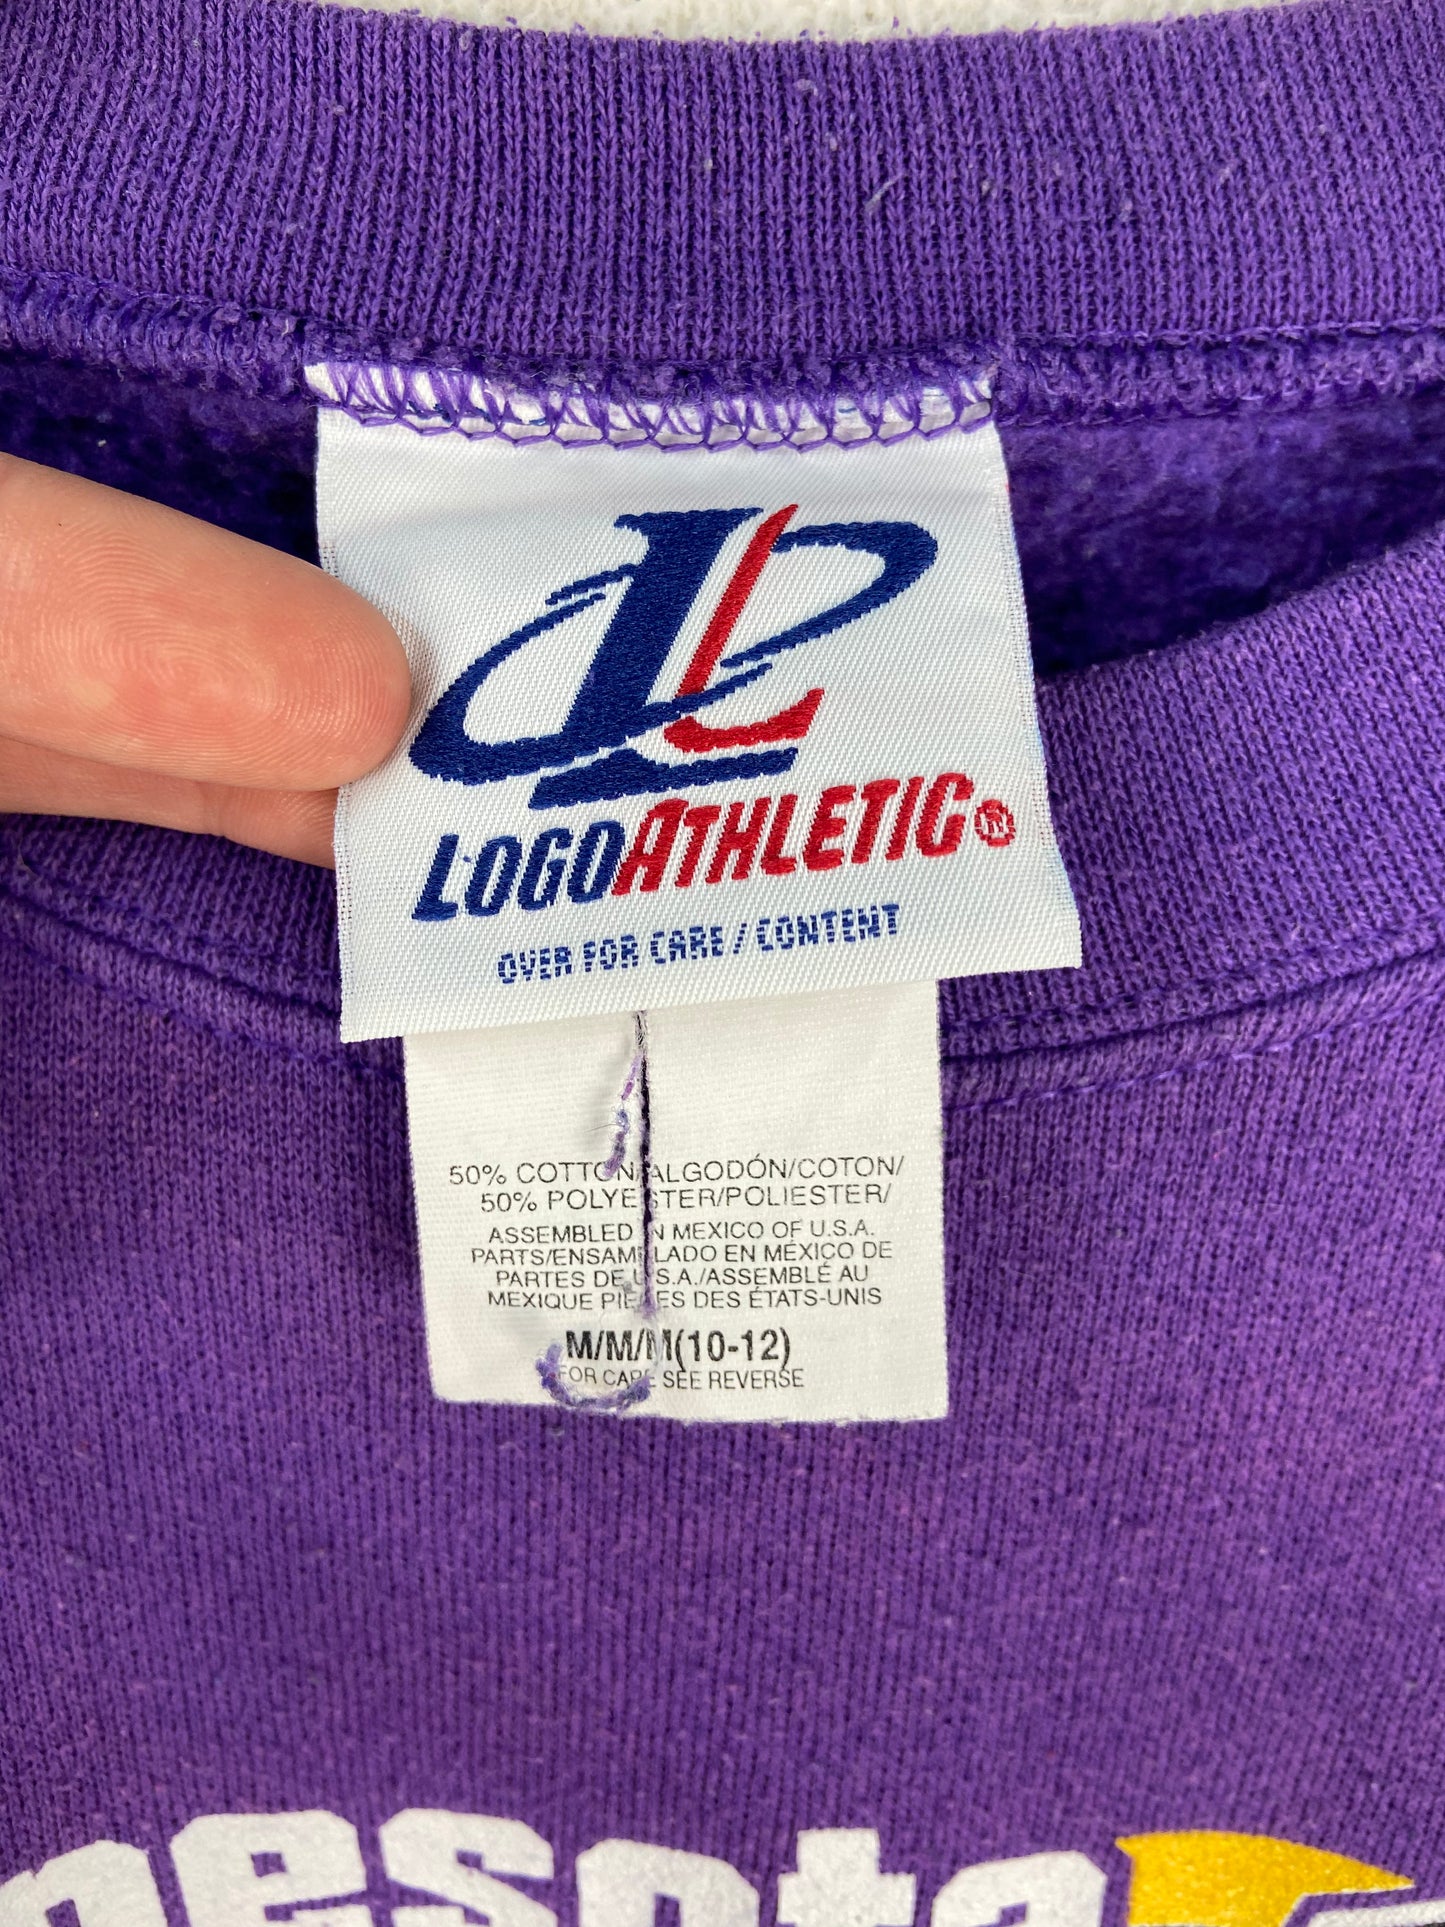 LOGOATHLETIC®
OVER FOR CARE/CONTENT
50% COTTON/ALGODÓN/COTON/
50% POLYESTER/POLIESTER/
ASSEMBLED IN MEXICO OF U.S.A.
PARTS/ENSAMBLADO EN MÉXICO DE
PARTES DE U.S.A./ASSEMBLÉ AU
MEXIQUE PIECES DES ÉTATS-UNIS
M/M/M(10-12)
FOR CARE SEE REVERSE
nesota